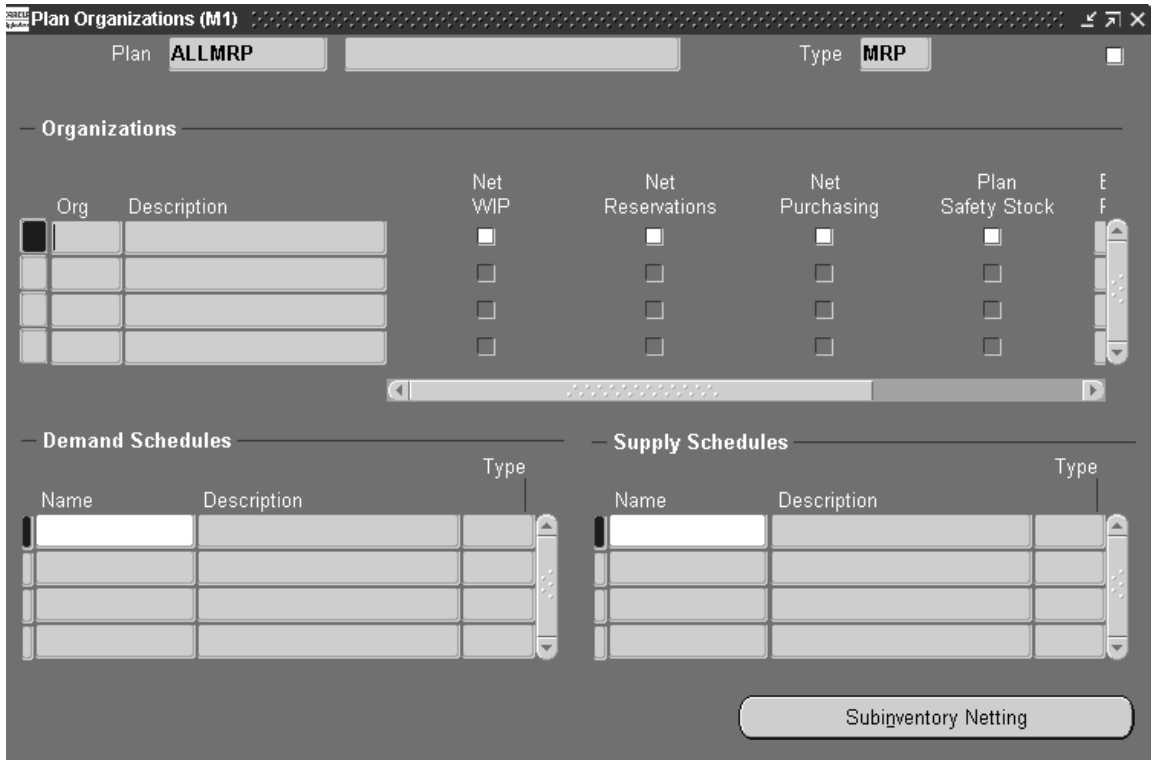 Plan Organizations (M1)
Plan ALLMRP Type MRP
Organizations
Net Net Net Plan
Org Description WIP Reservations Purchasing Safety Stock
Demand Schedules Supply Schedules
Type Type
Name Description Name Description
Subinventory Netting